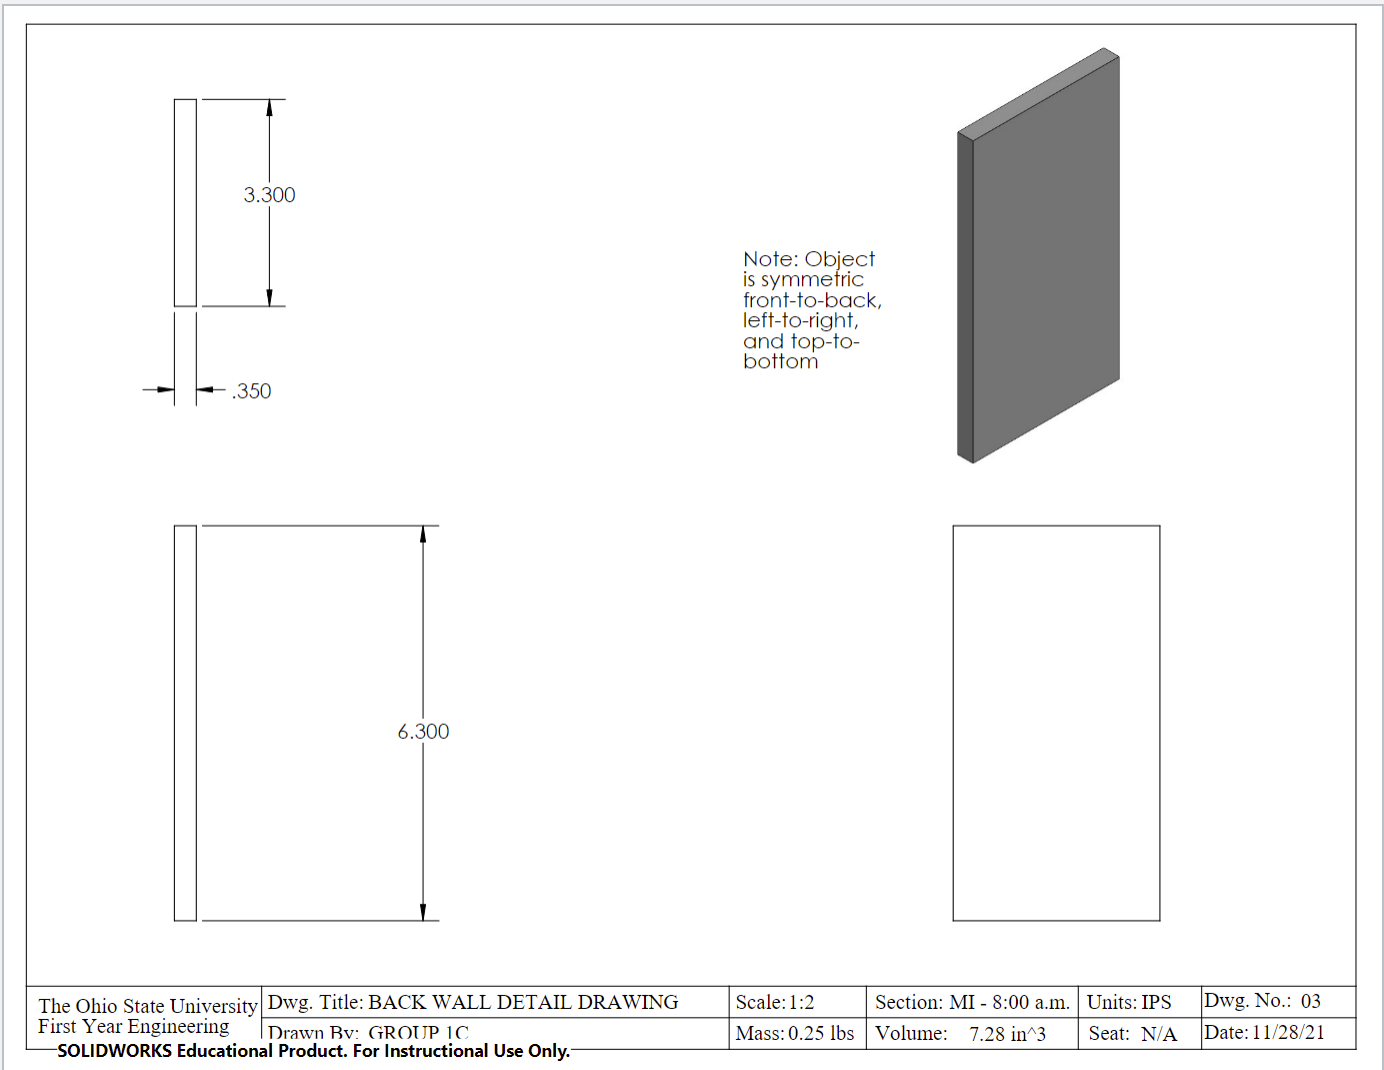 3.300
.350
Note: Object
is symmetric
front-to-back,
left-to-right,
and top-to-
bottom
6.300
The Ohio State University
First Year Engineering
Dwg. Title: BACK WALL DETAIL DRAWING
Drawn By: GROUP 1C
Scale: 1:2
Mass: 0.25 lbs
Section: MI - 8:00 a.m.
Volume: 7.28 in^3
Units: IPS
Seat: N/A
Dwg. No.: 03
Date: 11/28/21
SOLIDWORKS Educational Product. For Instructional Use Only.